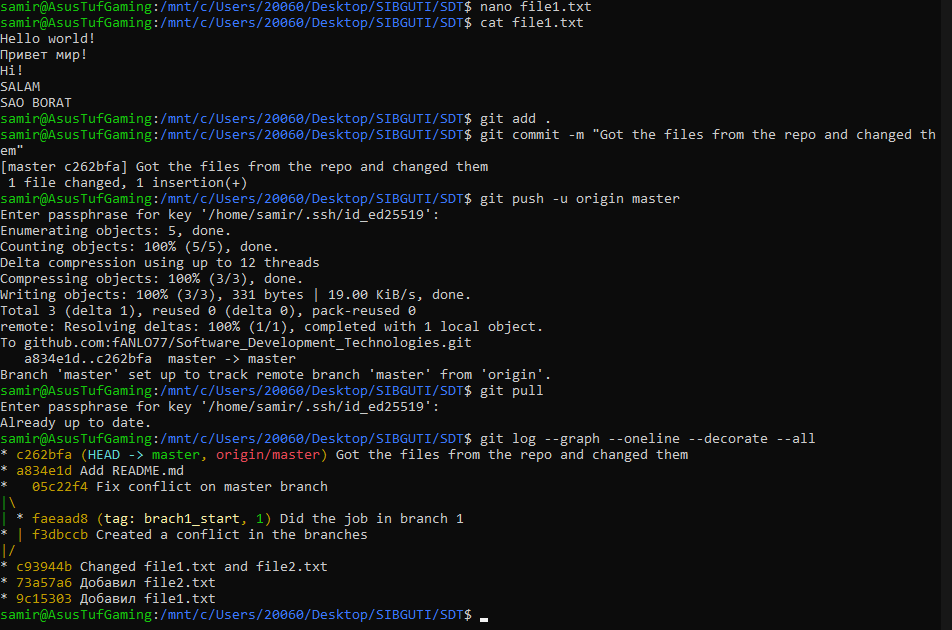 samir@AsusTufGaming:/mnt/c/Users/20060/Desktop/SIBGUTI/SDT$ nano file1.txt
samir@AsusTufGaming:/mnt/c/Users/20060/Desktop/SIBGUTI/SDT$ cat file1.txt
Hello world!
Привет мир!
Hi!
SALAM
SAO BORAT
samir@AsusTufGaming:/mnt/c/Users/20060/Desktop/SIBGUTI/SDT$ git add .
samir@AsusTufGaming:/mnt/c/Users/20060/Desktop/SIBGUTI/SDT$ git commit -m "Got the files from the repo and changed th
em"
[master c262bfa] Got the files from the repo and changed them
 1 file changed, 1 insertion(+)
samir@AsusTufGaming:/mnt/c/Users/20060/Desktop/SIBGUTI/SDT$ git push -u origin master
Enter passphrase for key '/home/samir/.ssh/id_ed25519':
Enumerating objects: 5, done.
Counting objects: 100% (5/5), done.
Delta compression using up to 12 threads
Compressing objects: 100% (3/3), done.
Writing objects: 100% (3/3), 331 bytes | 19.00 KiB/s, done.
Total 3 (delta 1), reused 0 (delta 0), pack-reused 0
remote: Resolving deltas: 100% (1/1), completed with 1 local object.
To github.com:fANLO77/Software_Development_Technologies.git
   a834e1d..c262bfa  master -> master
Branch 'master' set up to track remote branch 'master' from 'origin'.
samir@AsusTufGaming:/mnt/c/Users/20060/Desktop/SIBGUTI/SDT$ git pull
Enter passphrase for key '/home/samir/.ssh/id_ed25519':
Already up to date.
samir@AsusTufGaming:/mnt/c/Users/20060/Desktop/SIBGUTI/SDT$ git log --graph --oneline --decorate --all
* c262bfa (HEAD -> master, origin/master) Got the files from the repo and changed them
* a834e1d Add README.md
*   05c22f4 Fix conflict on master branch
|\
| * faeaad8 (tag: brach1_start, 1) Did the job in branch 1
* | f3dbccb Created a conflict in the branches
|/
* c93944b Changed file1.txt and file2.txt
* 73a57a6 Добавил file2.txt
* 9c15303 Добавил file1.txt
samir@AsusTufGaming:/mnt/c/Users/20060/Desktop/SIBGUTI/SDT$